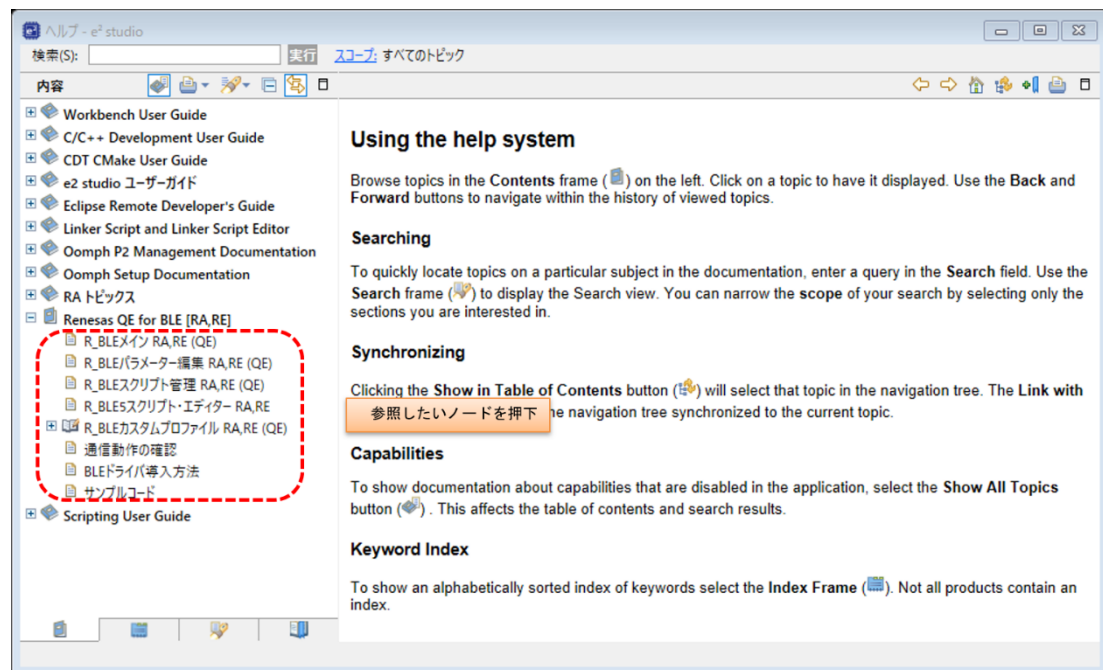 ヘルプ - e² studio
検索(S):
実行
スコープ: すべてのトピック
内容
Workbench User Guide
C/C++ Development User Guide
CDT CMake User Guide
e2 studio ユーザーガイド
Eclipse Remote Developer's Guide
Linker Script and Linker Script Editor
Oomph P2 Management Documentation
Oomph Setup Documentation
RA トピックス
Renesas QE for BLE [RA,RE]
R_BLEメイン RA,RE (QE)
R_BLEパラメーター編集 RA,RE (QE)
R_BLEスクリプト管理 RA,RE (QE)
R_BLE5スクリプト・エディター RA,RE
R_BLEカスタムプロファイル RA,RE (QE)
通信動作の確認
BLEドライバ導入方法
サンプルコード
Scripting User Guide
Using the help system
Browse topics in the Contents frame ( ) on the left. Click on a topic to have it displayed. Use the Back and
Forward buttons to navigate within the history of viewed topics.
Searching
To quickly locate topics on a particular subject in the documentation, enter a query in the Search field. Use the
Search frame ( ) to display the Search view. You can narrow the scope of your search by selecting only the
sections you are interested in.
Synchronizing
Clicking the Show in Table of Contents button ( ) will select that topic in the navigation tree. The Link with
参照したいノードを押下
navigation tree synchronized to the current topic.
Capabilities
To show documentation about capabilities that are disabled in the application, select the Show All Topics
button ( ) . This affects the table of contents and search results.
Keyword Index
To show an alphabetically sorted index of keywords select the Index Frame ( ). Not all products contain an
index.